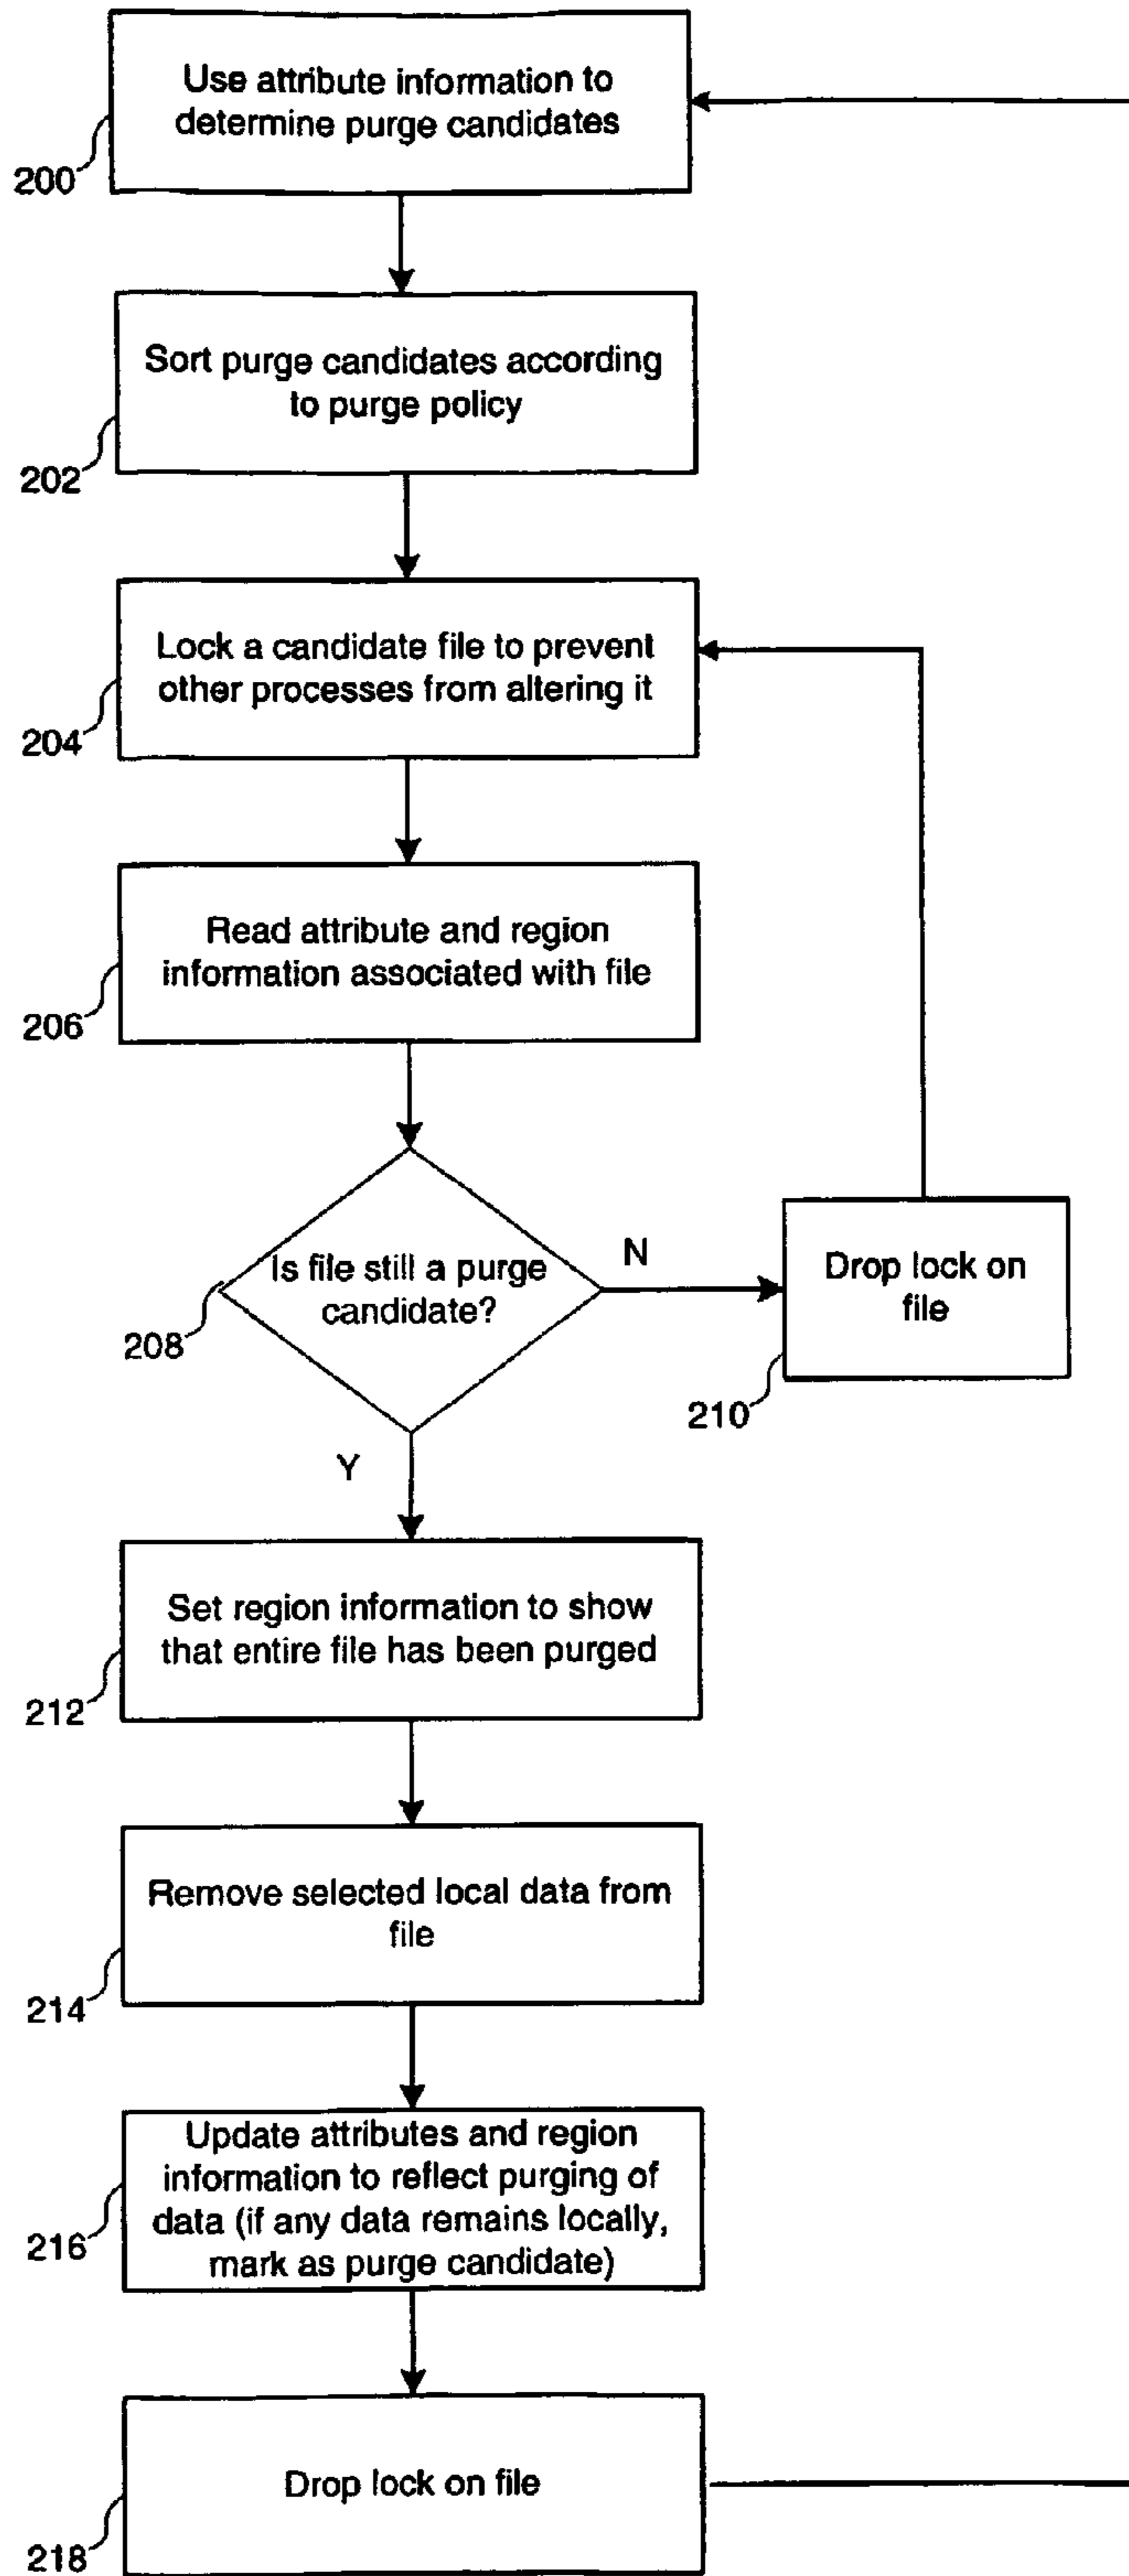 Use attribute information to
determine purge candidates
200
Sort purge candidates according
to purge policy
202
Lock a candidate file to prevent
other processes from altering it
204
Read attribute and region
information associated with file
206
Is file still a purge
candidate?
208
N
Drop lock on
file
210
Y
Set region information to show
that entire file has been purged
212
Remove selected local data from
file
214
Update attributes and region
information to reflect purging of
data (if any data remains locally,
mark as purge candidate)
216
Drop lock on file
218